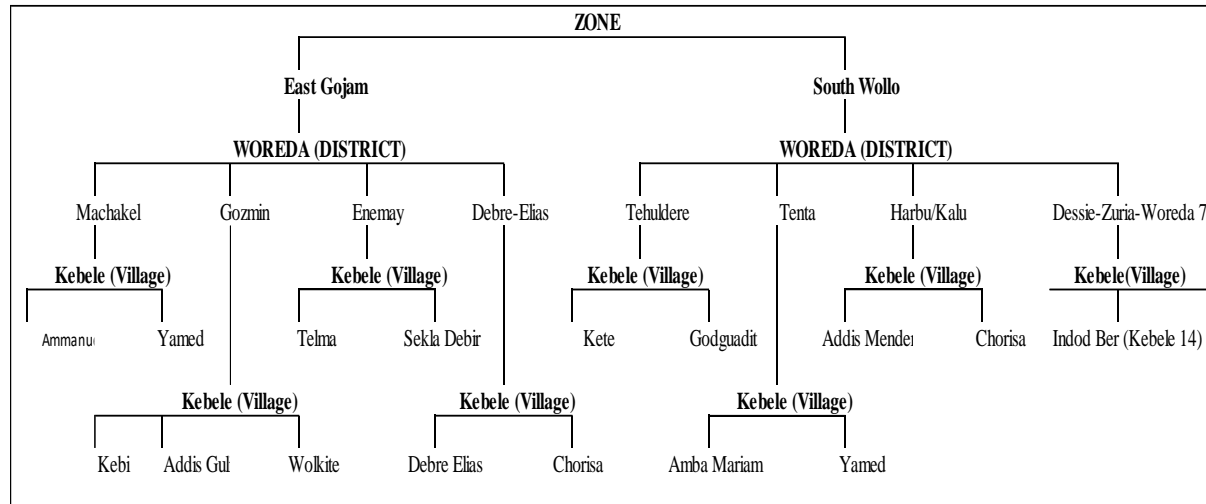 ZONE
East Gojam South Wollo
WOREDA (DISTRICT) WOREDA (DISTRICT)
Machakel Gozmin Enemay Debre-Elias Tehuldere Tenta Harbu/Kalu Dessie-Zuria-Woreda 7
Kebele (Village) Kebele (Village) Kebele (Village) Kebele (Village) Kebele(Village)
Yamed Telma Sekla Debir Kete Godguadit Addis Mender Chorisa Indod Ber (Kebele 14)
Kebele (Village) Kebele (Village) Kebele (Village)
Kebi Addis Wolkite Debre Elias Chorisa Amba Mariam Yamed